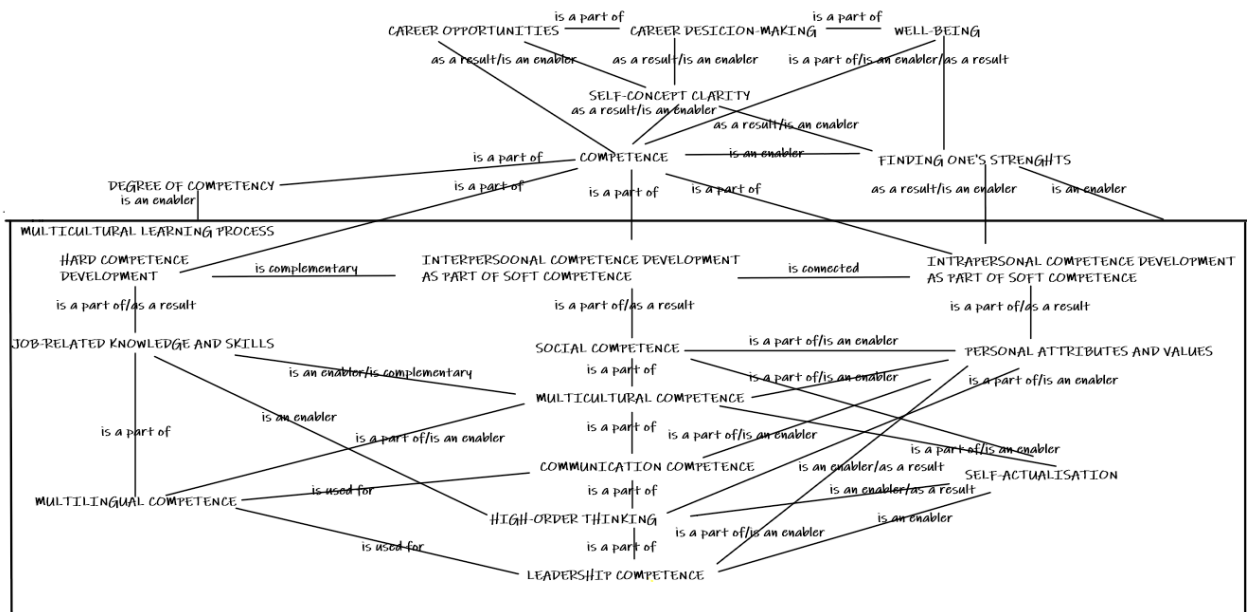 is a part of
is a part of
CAREER OPPORTUNITIES
CAREER DESICION-MAKING
WELL-BEING
as a result/is an enabler
as a result/is an enabler
is a part of/is an enabler/as a result
SELF-CONCEPT CLARITY
as a result/is an enabler
as a result/is an enabler
is a part of
COMPETENCE
is an enabler
FINDING ONE'S STRENGHTS
DEGREE OF COMPETENCY
is a part of
is a part of
is a part of
as a result/is an enabler
is an enabler
is an enabler
MULTICULTURAL LEARNING PROCESS
HARD COMPETENCE
DEVELOPMENT
is complementary
INTERPERSOONAL COMPETENCE DEVELOPMENT
AS PART OF SOFT COMPETENCE
is connected
INTRAPERSONAL COMPETENCE DEVELOPMENT
AS PART OF SOFT COMPETENCE
is a part of/as a result
is a part of/as a result
is a part of/as a result
JOB-RELATED KNOWLEDGE AND SKILLS
SOCIAL COMPETENCE
is a part of/is an enabler
PERSONAL ATTRIBUTES AND VALUES
is an enabler/is complementary
is a part of
is a part of/is an enabler
is a part of/is an enabler
MULTICULTURAL COMPETENCE
is an enabler
is a part of
is a part of/is an enabler
is a part of
is a part of/is an enabler
is a part of/is an enabler
COMMUNICATION COMPETENCE
is an enabler/as a result
SELF-ACTUALISATION
MULTILINGUAL COMPETENCE
is used for
is a part of
is an enabler/as a result
HIGH-ORDER THINKING
is an enabler
is a part of/is an enabler
is used for
is a part of
LEADERSHIP COMPETENCE